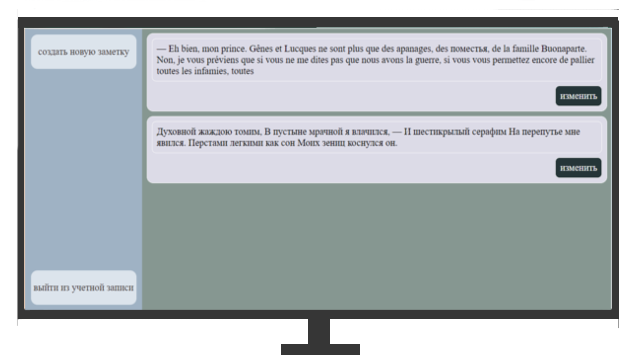 создать новую заметку
— Eh bien, mon prince. Gênes et Lucques ne sont plus que des apanages, des поместья, de la famille Buonaparte.
Non, je vous préviens que si vous ne me dites pas que nous avons la guerre, si vous vous permettez encore de pallier
toutes les infamies, toutes
изменить
Духовной жаждою томим, В пустыне мрачной я влачился, — И шестикрылый серафим На перепутье мне
явился. Перстами легкими как сон Моих зениц коснулся он.
изменить
выйти из учетной записи